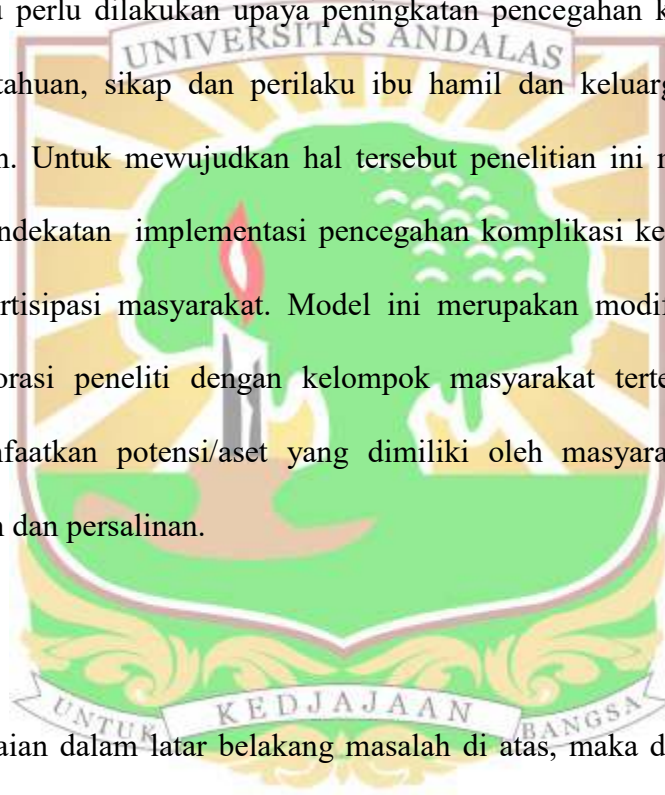 perlu dilakukan upaya peningkatan pencegahan
UNIVERSITAS ANDALAS
tahuan, sikap dan perilaku ibu hamil dan keluarg
n. Untuk mewujudkan hal tersebut penelitian ini
ndekatan implementasi pencegahan komplikasi ke
rtisipasi masyarakat. Model ini merupakan modif
orasi peneliti dengan kelompok masyarakat terte
nfaatkan potensi/aset yang dimiliki oleh masyara
n dan persalinan.
UNTUK KEDJAJAAN BANGSA
aian dalam latar belakang masalah di atas, maka d